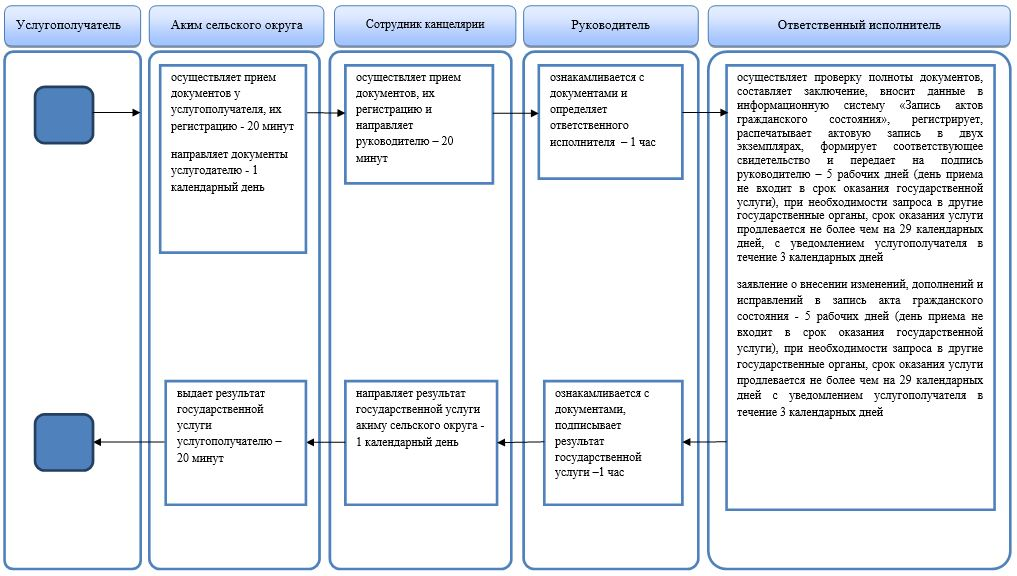 Услугополучатель
Аким сельского округа
Сотрудник канцелярии
Руководитель
Ответственный исполнитель
осуществляет прием
документов у
услугополучателя, их
регистрацию - 20 минут
направляет документы
услугодателю - 1
календарный день
осуществляет прием
документов, их
регистрацию и
направляет
руководителю – 20
минут
ознакамливается с
документами и
определяет
ответственного
исполнителя – 1 час
осуществляет проверку полноты документов,
составляет заключение, вносит данные в
информационную систему «Запись актов
гражданского состояния», регистрирует,
распечатывает актовую запись в двух
экземплярах, формирует соответствующее
свидетельство и передает на подпись
руководителю – 5 рабочих дней (день приема
не входит в срок оказания государственной
услуги), при необходимости запроса в другие
государственные органы, срок оказания услуги
продлевается не более чем на 29 календарных
дней, с уведомлением услугополучателя в
течение 3 календарных дней
заявление о внесении изменений, дополнений и
исправлений в запись акта гражданского
состояния - 5 рабочих дней (день приема не
входит в срок оказания государственной
услуги), при необходимости запроса в другие
государственные органы, срок оказания услуги
продлевается не более чем на 29 календарных
дней с уведомлением услугополучателя в
течение 3 календарных дней
выдает результат
государственной
услуги
услугополучателю –
20 минут
направляет результат
государственной услуги
акиму сельского округа -
1 календарный день
ознакамливается с
документами,
подписывает
результат
государственной
услуги –1 час